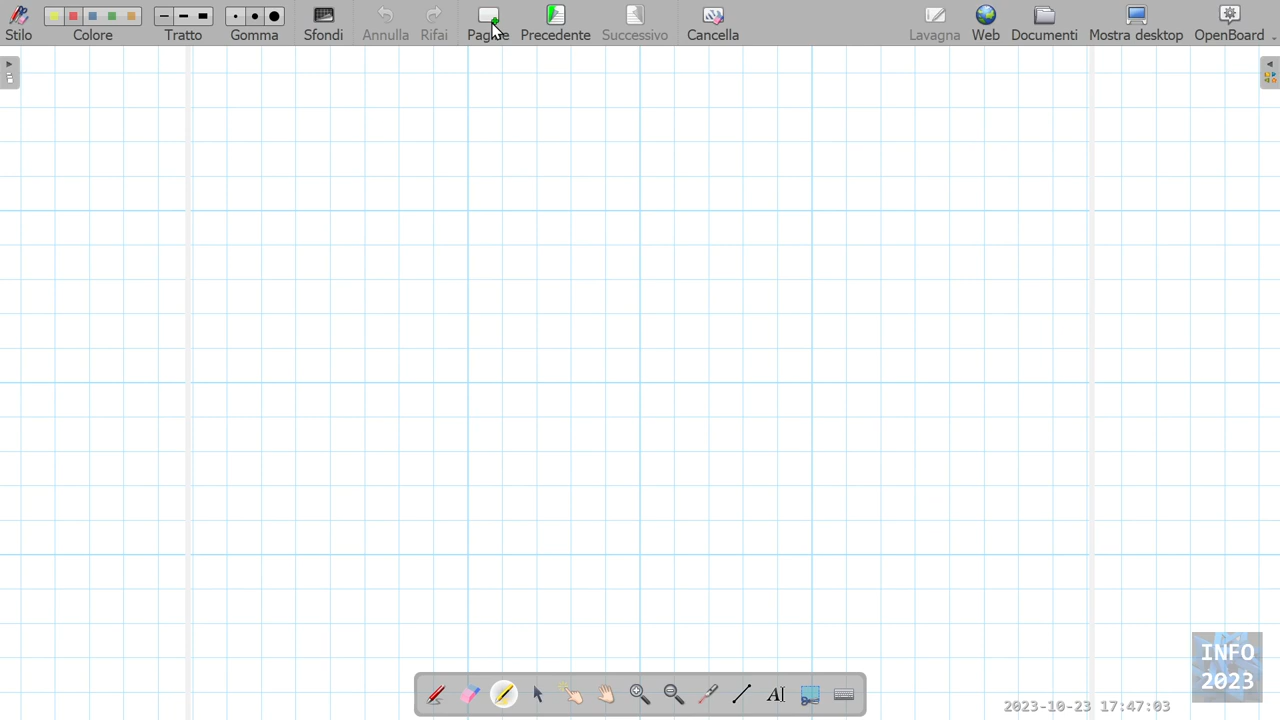 Stilo Colore Tratto Gomma Sfondi Annulla Rifai Pagine Precedente Successivo Cancella Lavagna Web Documenti Mostra desktop OpenBoard
AI
INFO
2023
2023-10-23 17:47:03